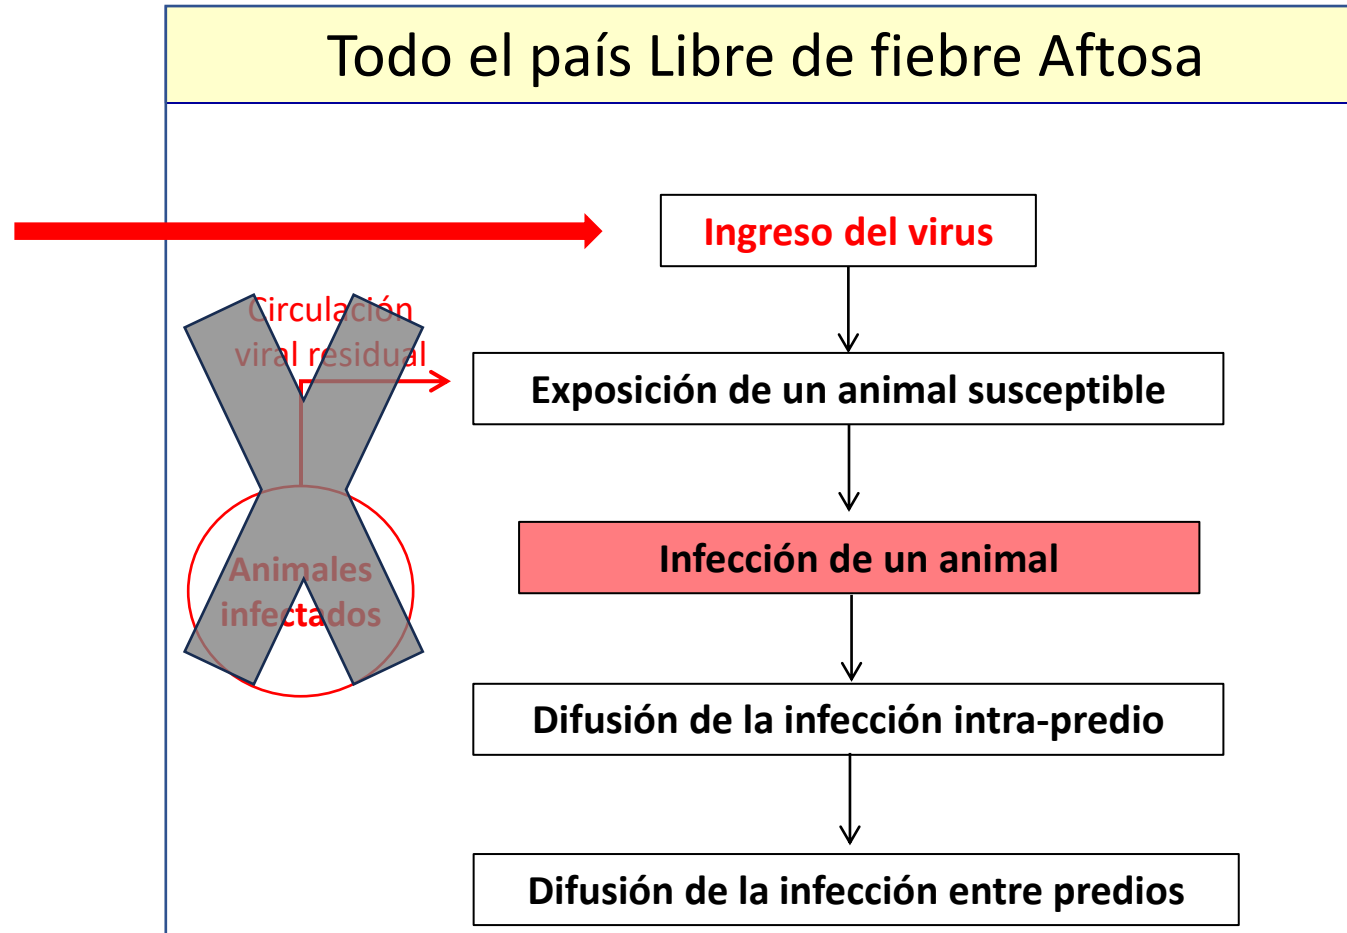 Todo el país Libre de fiebre Aftosa
Ingreso del virus
Circulación
viral residual
Exposición de un animal susceptible
Infección de un animal
Animales
infectados
Difusión de la infección intra-predio
Difusión de la infección entre predios